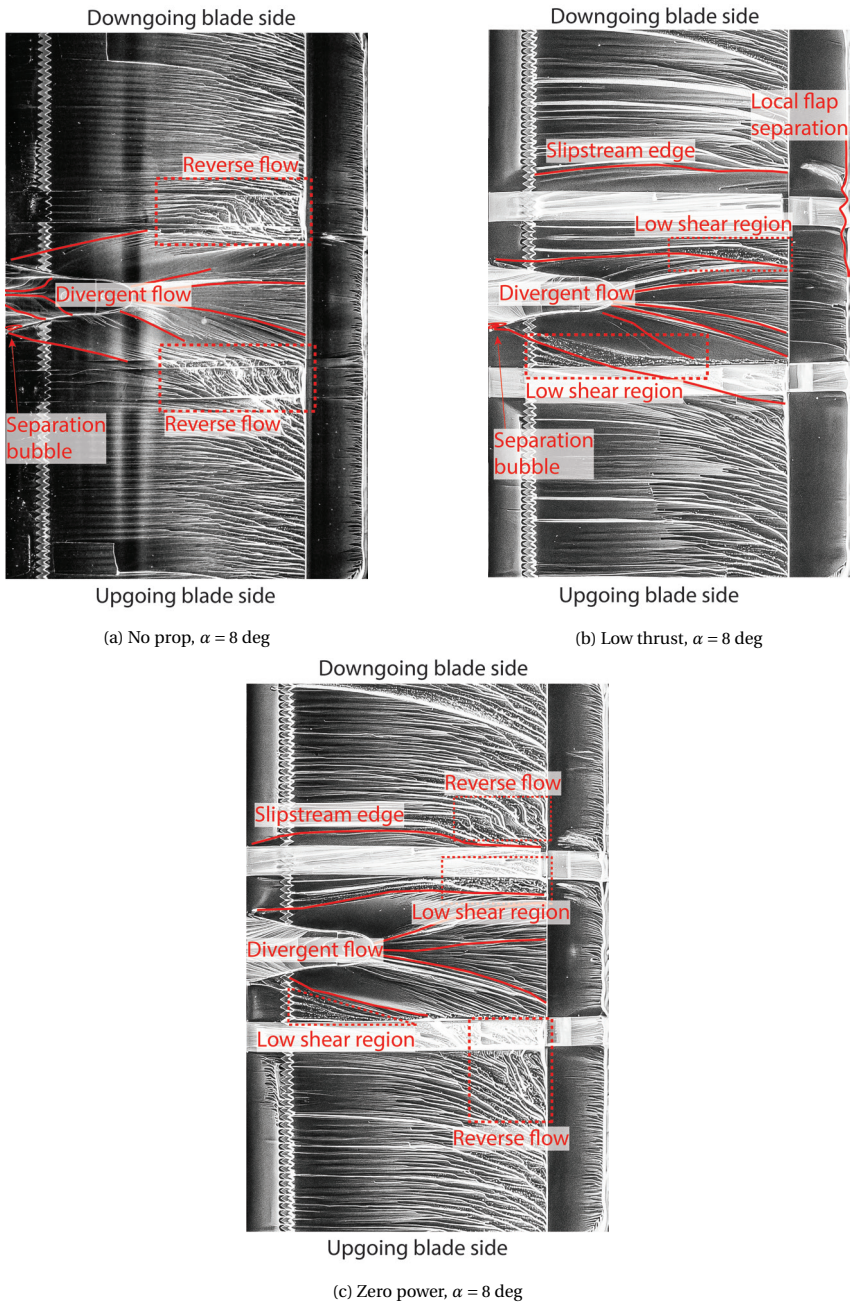 Downgoing blade side
Reverse flow
Divergent flow
Separation
bubble
Reverse flow
Upgoing blade side
(a) No prop, α = 8 deg
Downgoing blade side
Local flap
separation
Slipstream edge
Low shear region
Divergent flow
Low shear region
Separation
bubble
Upgoing blade side
(b) Low thrust, α = 8 deg
Downgoing blade side
Reverse flow
Slipstream edge
Low shear region
Divergent flow
Low shear region
Reverse flow
Upgoing blade side
(c) Zero power, α = 8 deg